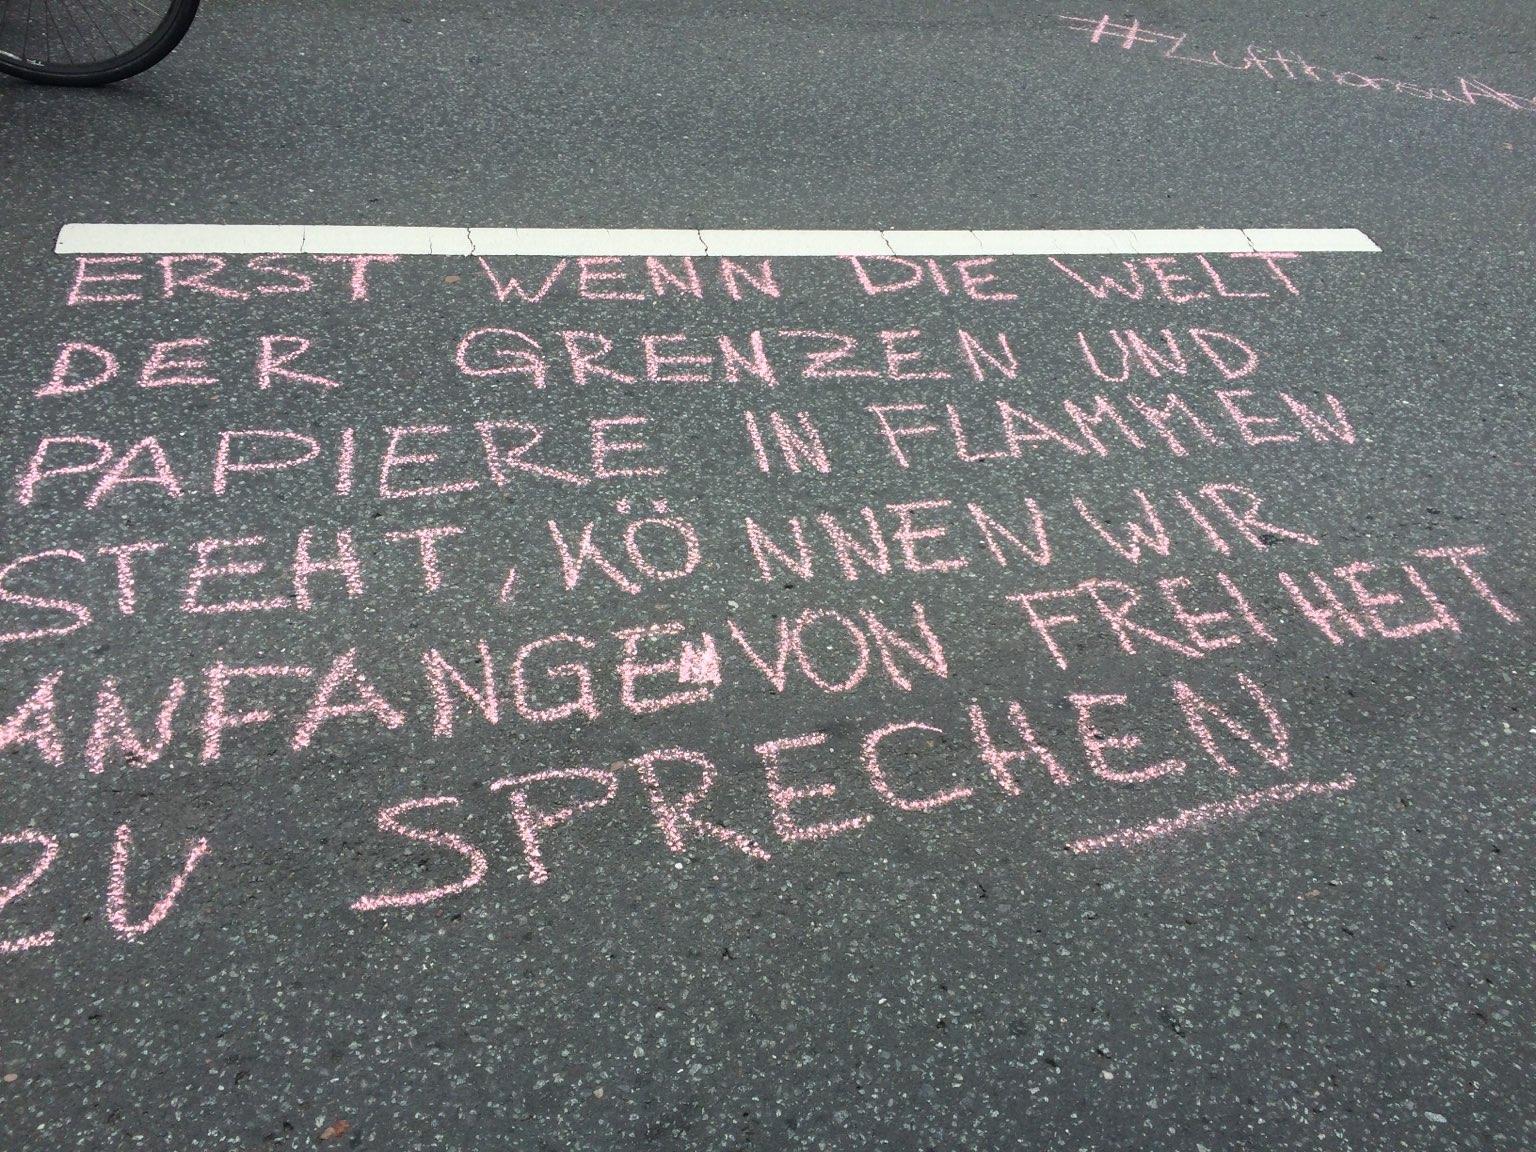 ERST WENN DIE WELT
DER GRENZEN UND
PAPIERE IN FLAMMEN
STEHT, KÖNNEN WIR
ANFANGEN VON FREIHEIT
ZU SPRECHEN